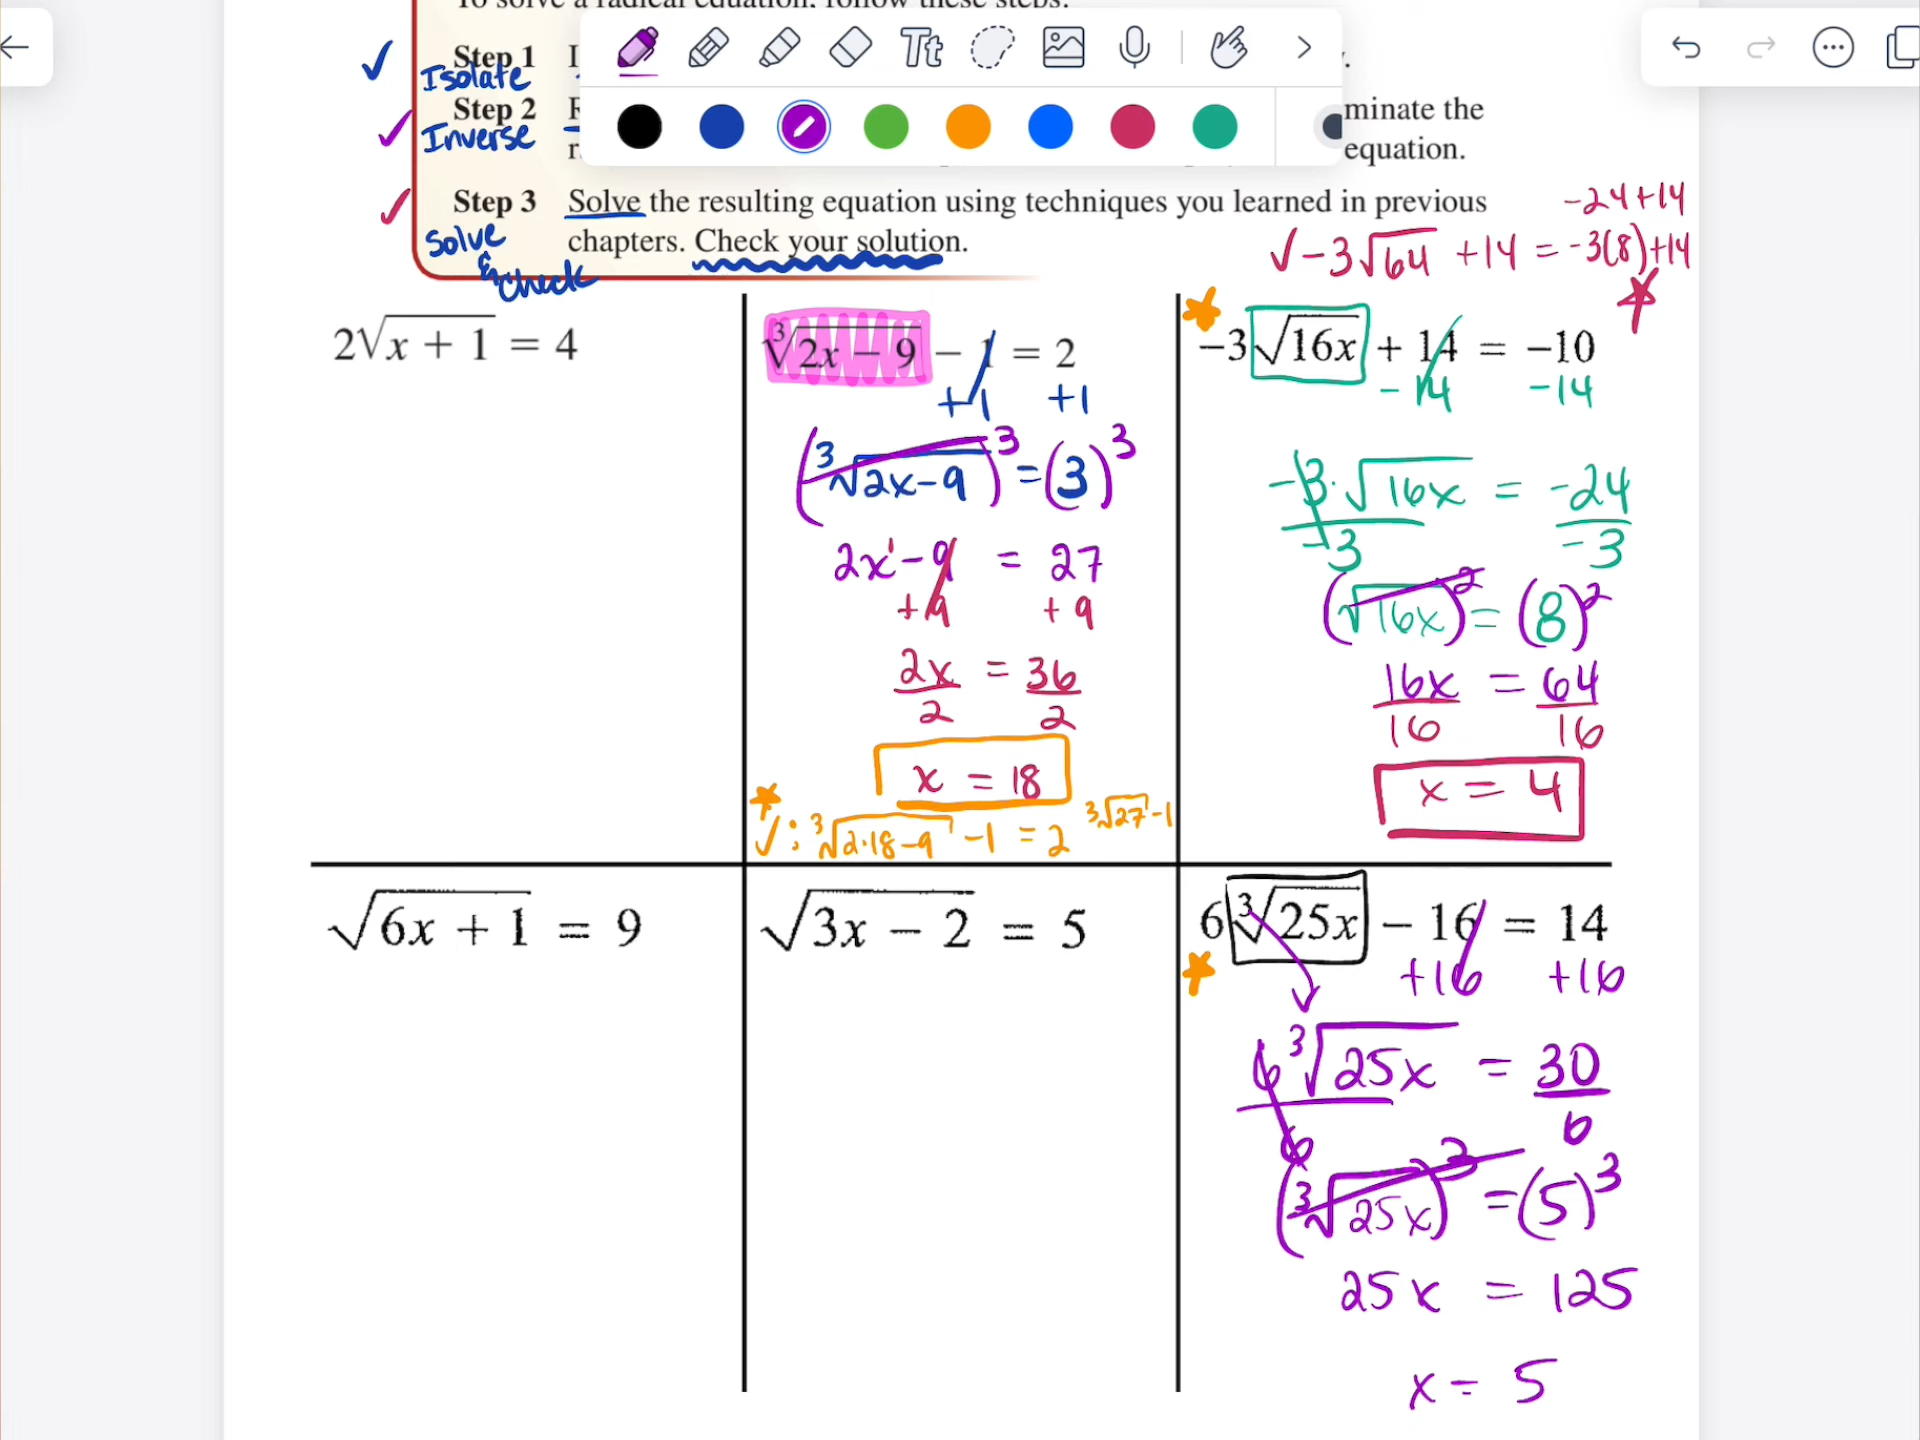 To solve a radical equation, follow these steps.
Step 1 I
Isolate
Step 2 R minate the
Inverse r equation.
Step 3 Solve the resulting equation using techniques you learned in previous
chapters. Check your solution.
Solve
& Check
-24+14
√ -3√64 + 14 = -3(8)+14
2√x + 1 = 4
∛2x − 9 − 1 = 2
+1 +1
(∛2x-9)³ = (3)³
2x¹-9 = 27
+9 +9
2x = 36
2 2
x = 18
√: ∛2·18-9 -1 = 2 ∛27-1
−3√16x + 14 = −10
-14 -14
-3·√16x = -24
-3 -3
(√16x)² = (8)²
16x = 64
16 16
x = 4
√6x + 1 = 9
√3x − 2 = 5
6∛25x − 16 = 14
+16 +16
6∛25x = 30
6 6
(∛25x)³ = (5)³
25x = 125
x = 5
Tt